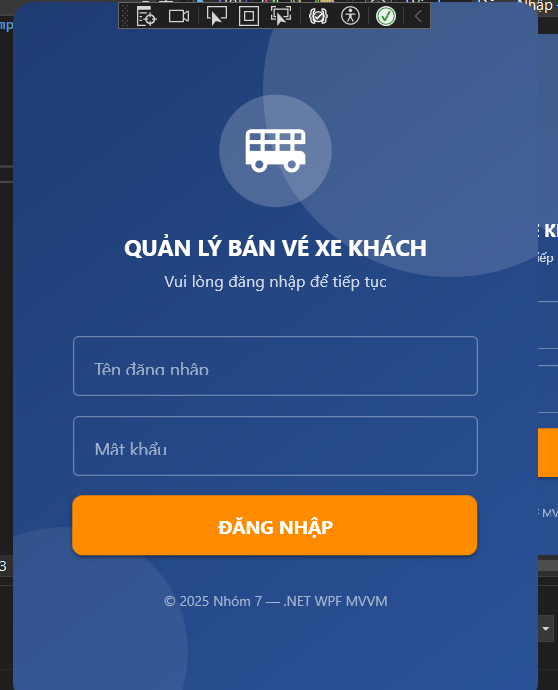 QUẢN LÝ BÁN VÉ XE KHÁCH
Vui lòng đăng nhập để tiếp tục
Tên đăng nhập
Mật khẩu
ĐĂNG NHẬP
© 2025 Nhóm 7 — .NET WPF MVVM